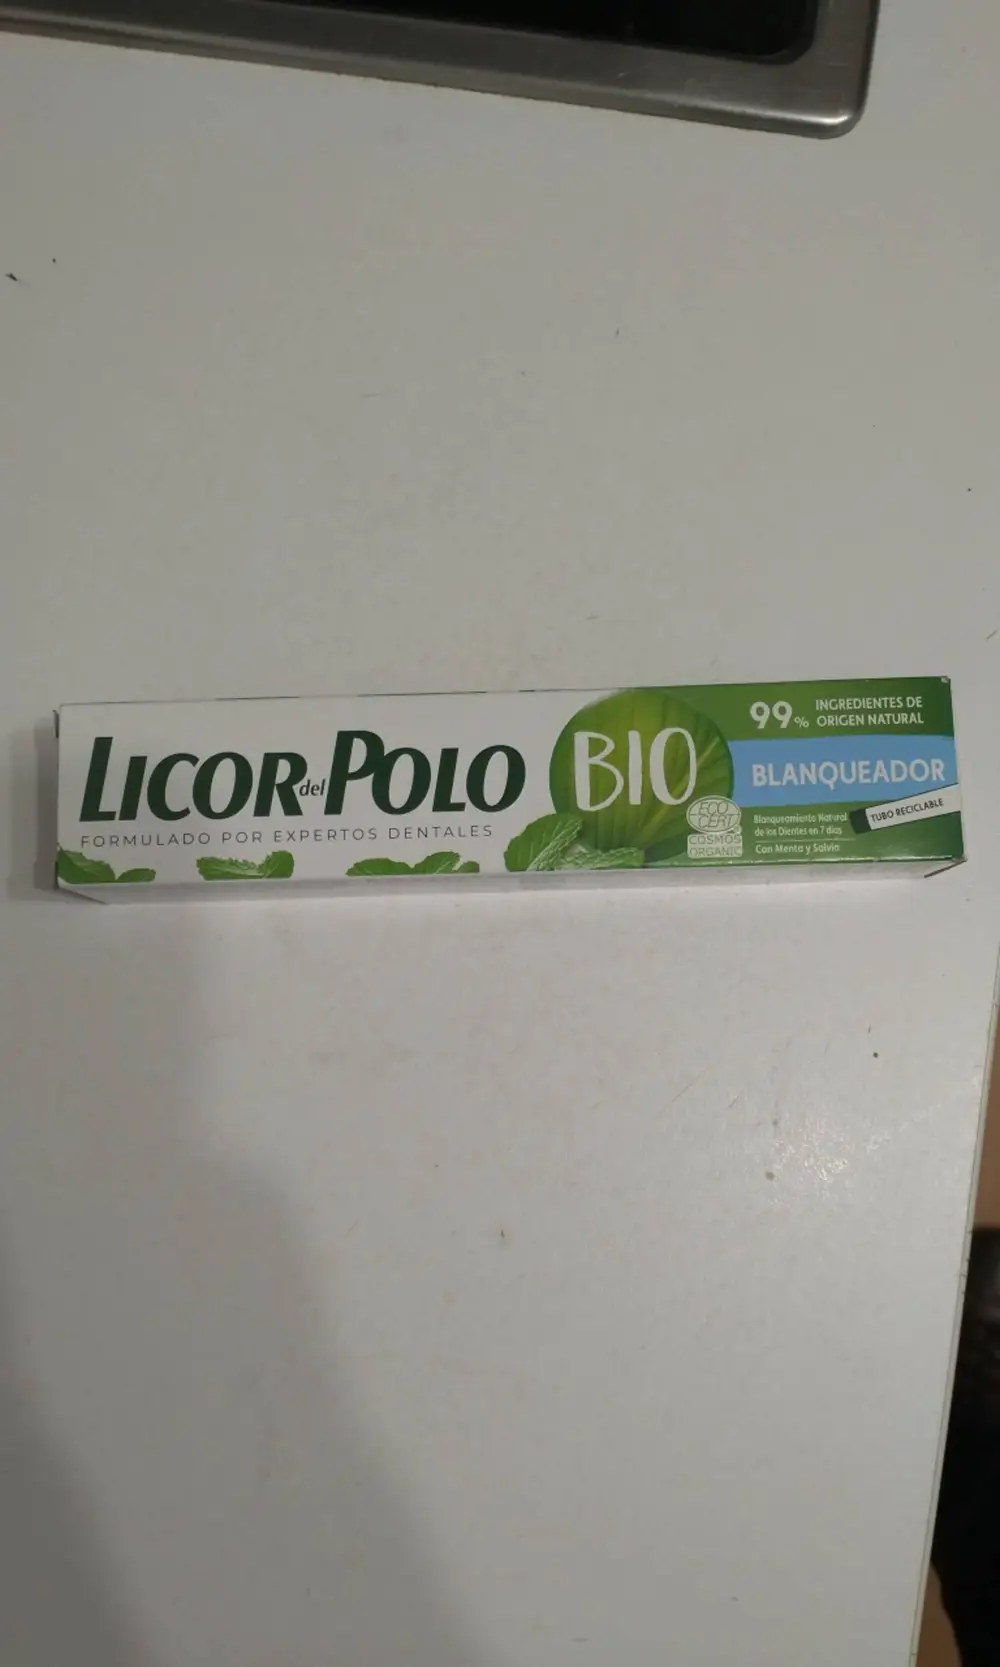 LICOR del POLO
FORMULADO POR EXPERTOS DENTALES
BIO
ECO
CERT
COSMOS
ORGANIC
99% INGREDIENTES DE
ORIGEN NATURAL
BLANQUEADOR
Blanqueamiento Natural
de los Dientes en 7 días
Con Menta y Salvia
TUBO RECICLABLE